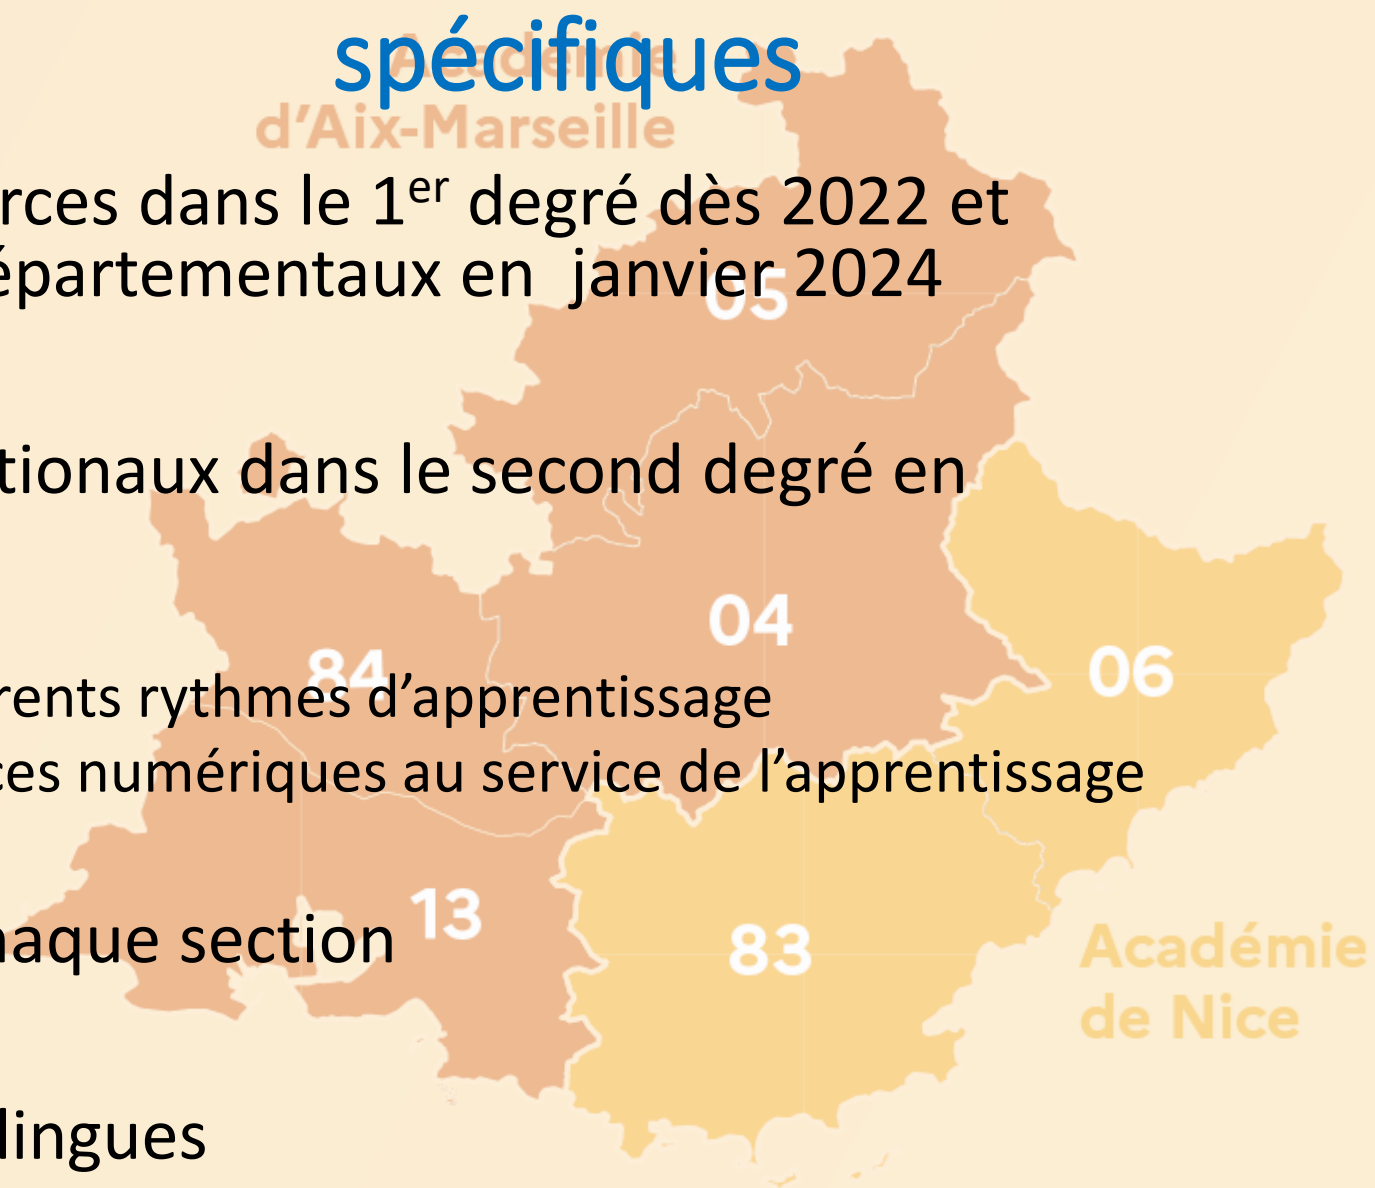 spécifiques
Académie
d’Aix-Marseille
rces dans le 1er degré dès 2022 et
épartementaux en janvier 2024
05
tionaux dans le second degré en
04
84
06
rents rythmes d’apprentissage
ces numériques au service de l’apprentissage
13
haque section
83
Académie
de Nice
lingues